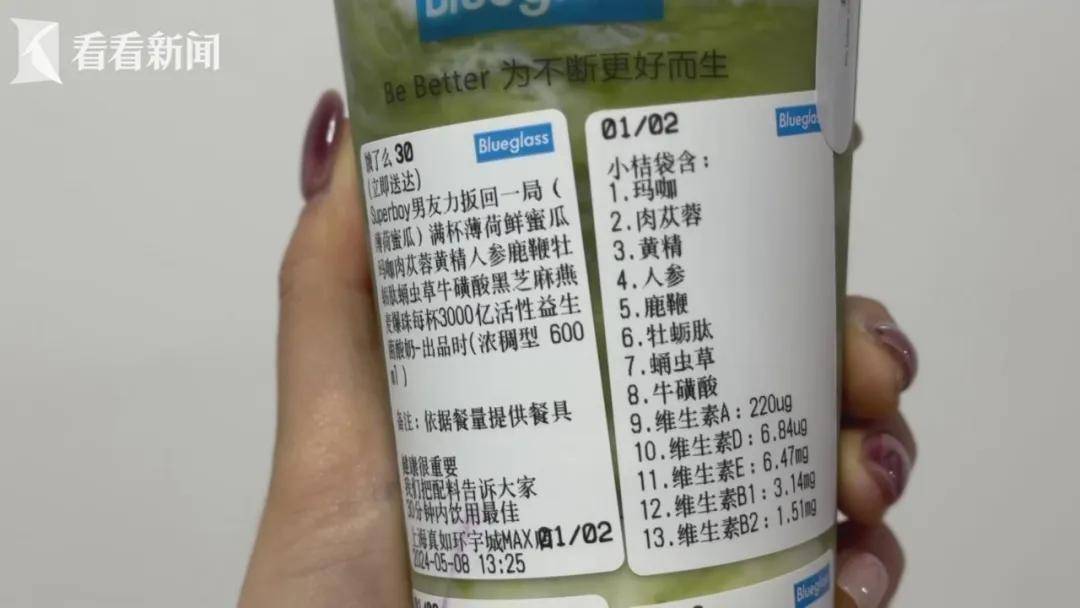 看看新闻
Blueglass
Be Better 为不断更好而生
Blueglass
饿了么 30
(立即送达)
Superboy男友力扳回一局（
薄荷蜜瓜）满杯薄荷鲜蜜瓜
玛咖肉苁蓉黄精人参鹿鞭牡
蛎肽蛹虫草牛磺酸黑芝麻燕
麦爆珠每杯3000亿活性益生
菌酸奶-出品时(浓稠型 600
ml)
备注：依据餐量提供餐具
健康很重要
我们把配料告诉大家
30分钟内饮用最佳
上海真如环宇城MAX店01/02
2024-05-08 13:25
01/02
Blueglass
小桔袋含：
1.玛咖
2.肉苁蓉
3.黄精
4.人参
5.鹿鞭
6.牡蛎肽
7.蛹虫草
8.牛磺酸
9.维生素A：220ug
10.维生素D：6.84ug
11.维生素E：6.47mg
12.维生素B1：3.14mg
13.维生素B2：1.51mg
Blueglass